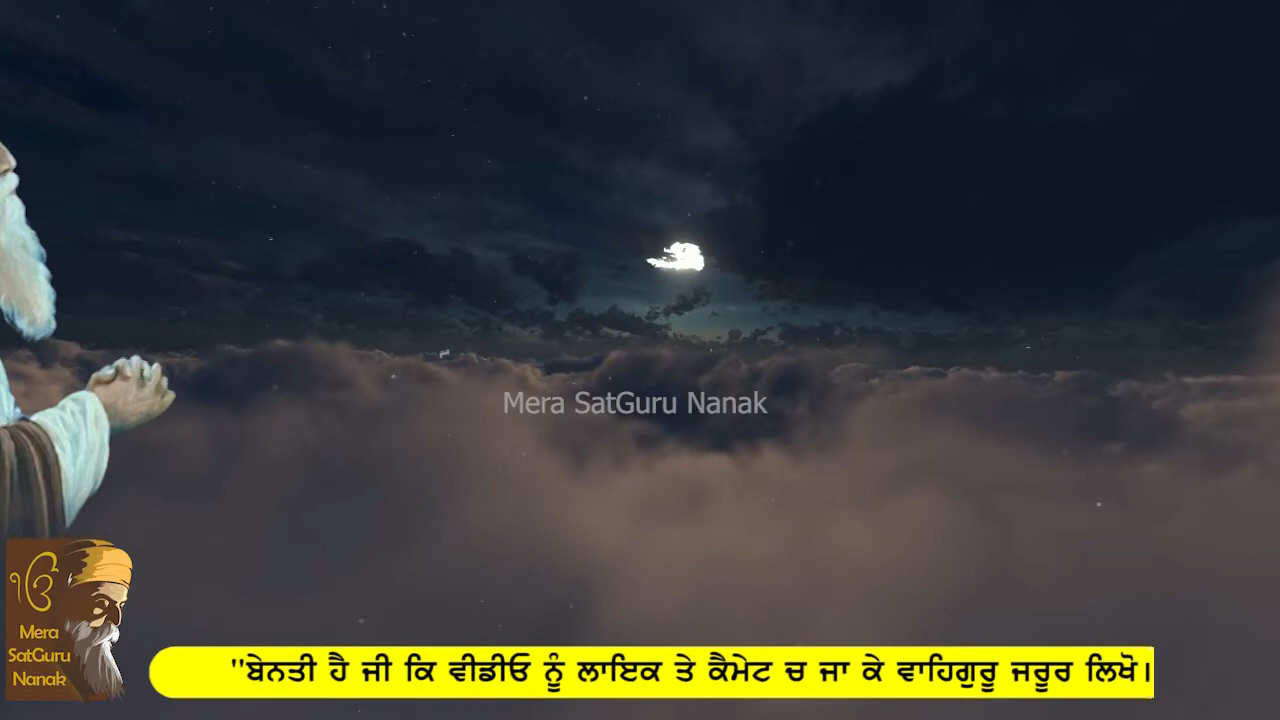 Mera SatGuru Nanak
ੴ
Mera
SatGuru
Nanak
"ਬੇਨਤੀ ਹੈ ਜੀ ਕਿ ਵੀਡੀਓ ਨੂੰ ਲਾਇਕ ਤੇ ਕੈਮੇਟ ਚ ਜਾ ਕੇ ਵਾਹਿਗੁਰੂ ਜਰੂਰ ਲਿਖੋ।